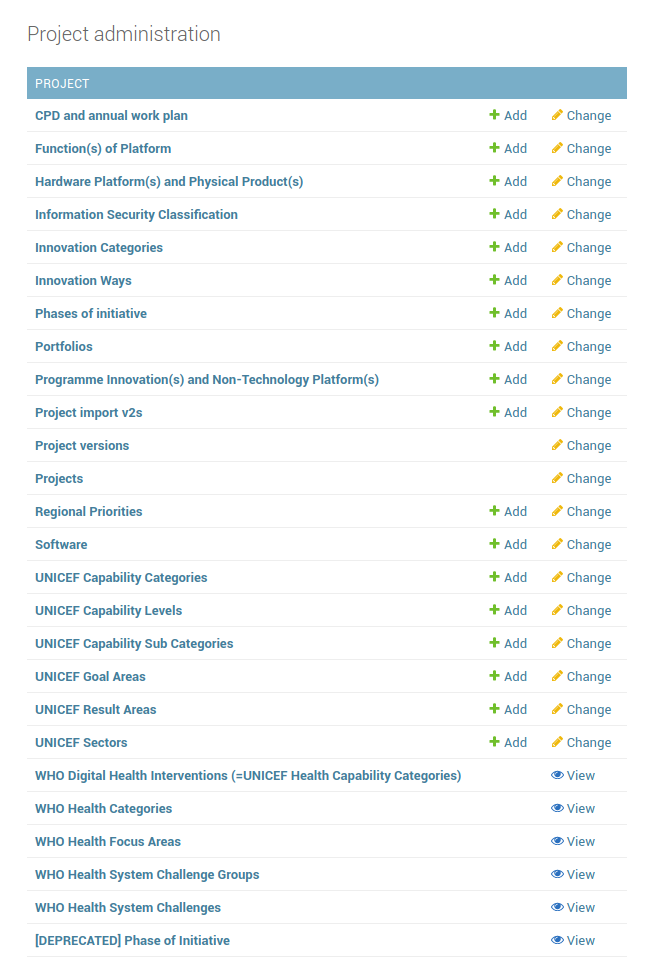 Project administration
PROJECT
CPD and annual work plan Add Change
Function(s) of Platform Add Change
Hardware Platform(s) and Physical Product(s) Add Change
Information Security Classification Add Change
Innovation Categories Add Change
Innovation Ways Add Change
Phases of initiative Add Change
Portfolios Add Change
Programme Innovation(s) and Non-Technology Platform(s) Add Change
Project import v2s Add Change
Project versions Change
Projects Change
Regional Priorities Add Change
Software Add Change
UNICEF Capability Categories Add Change
UNICEF Capability Levels Add Change
UNICEF Capability Sub Categories Add Change
UNICEF Goal Areas Add Change
UNICEF Result Areas Add Change
UNICEF Sectors Add Change
WHO Digital Health Interventions (=UNICEF Health Capability Categories) View
WHO Health Categories View
WHO Health Focus Areas View
WHO Health System Challenge Groups View
WHO Health System Challenges View
[DEPRECATED] Phase of Initiative View